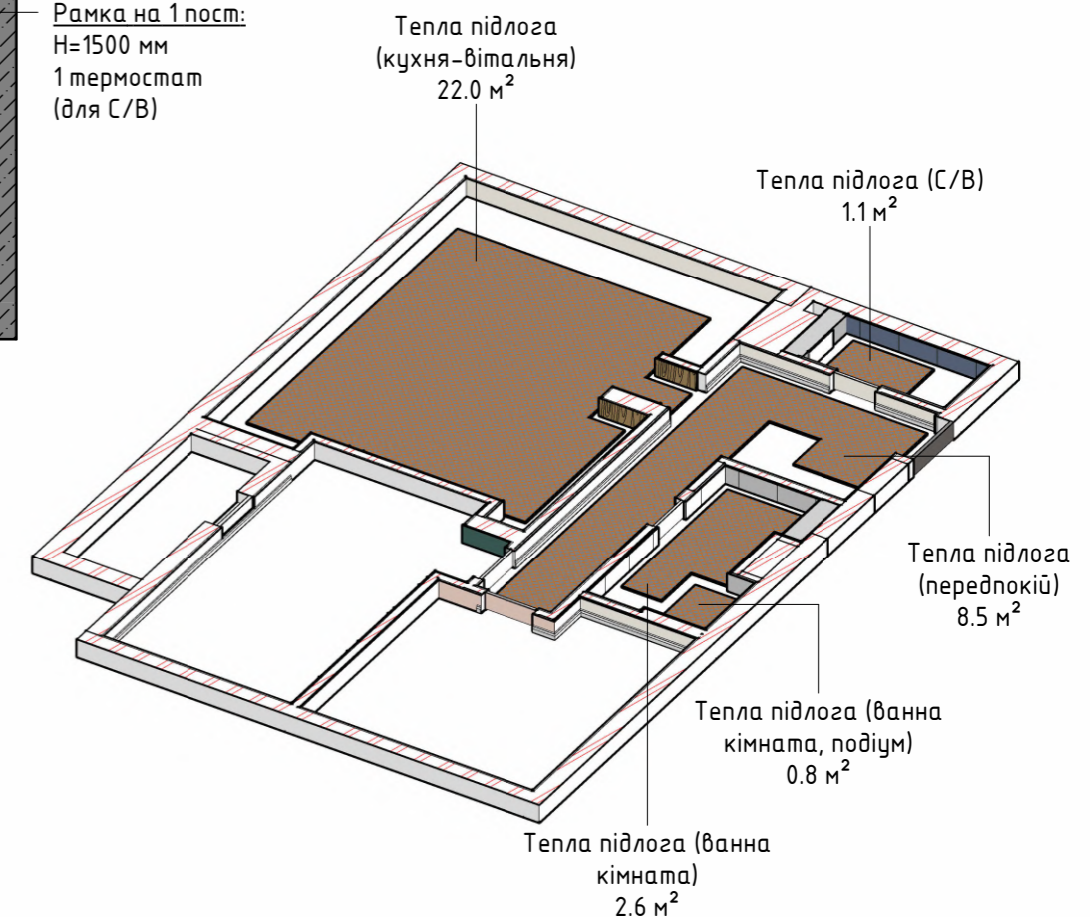 Рамка на 1 пост:
H=1500 мм
1 термостат
(для С/В)
Тепла підлога
(кухня-вітальня)
22.0 м²
Тепла підлога (С/В)
1.1 м²
Тепла підлога
(передпокій)
8.5 м²
Тепла підлога (ванна
кімната, подіум)
0.8 м²
Тепла підлога (ванна
кімната)
2.6 м²